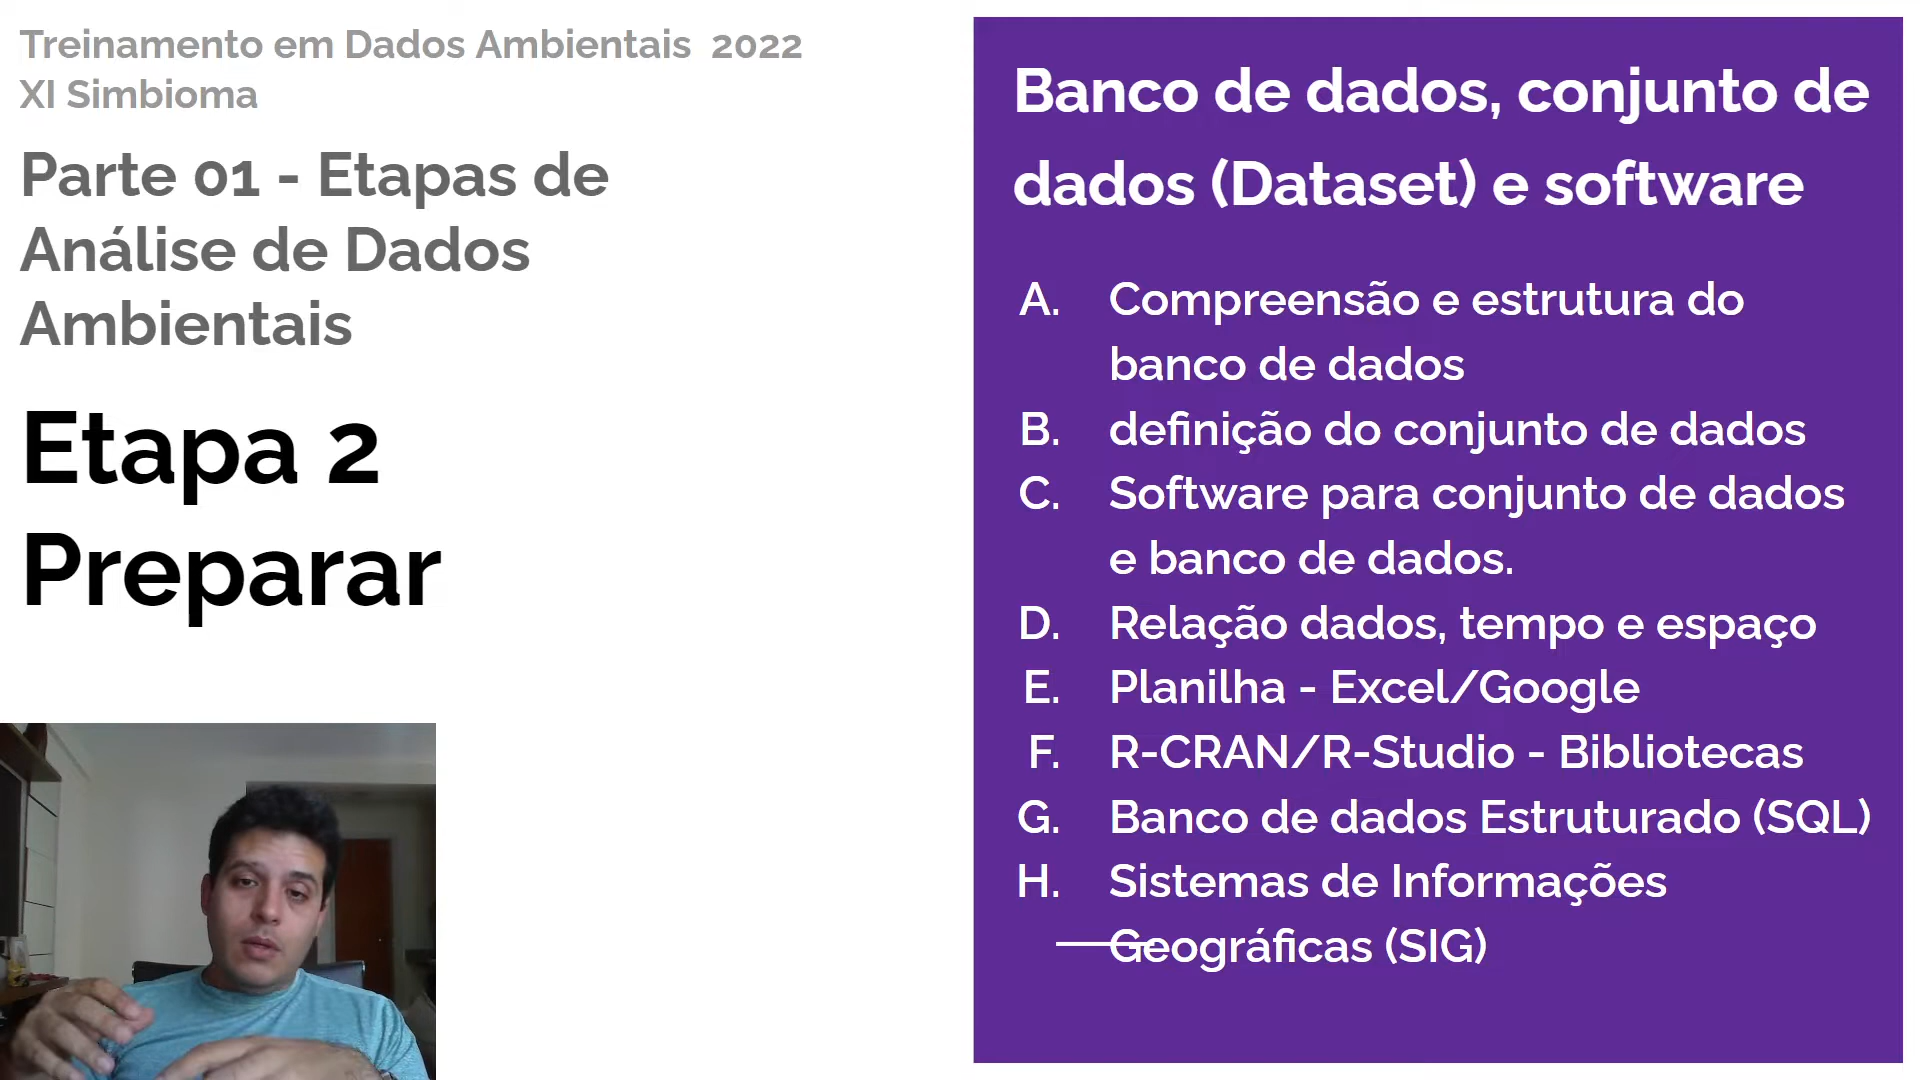 Treinamento em Dados Ambientais 2022
XI Simbioma
Parte 01 - Etapas de
Análise de Dados
Ambientais
Etapa 2
Preparar
Banco de dados, conjunto de
dados (Dataset) e software
A. Compreensão e estrutura do
banco de dados
B. definição do conjunto de dados
C. Software para conjunto de dados
e banco de dados.
D. Relação dados, tempo e espaço
E. Planilha - Excel/Google
F. R-CRAN/R-Studio - Bibliotecas
G. Banco de dados Estruturado (SQL)
H. Sistemas de Informações
Geográficas (SIG)